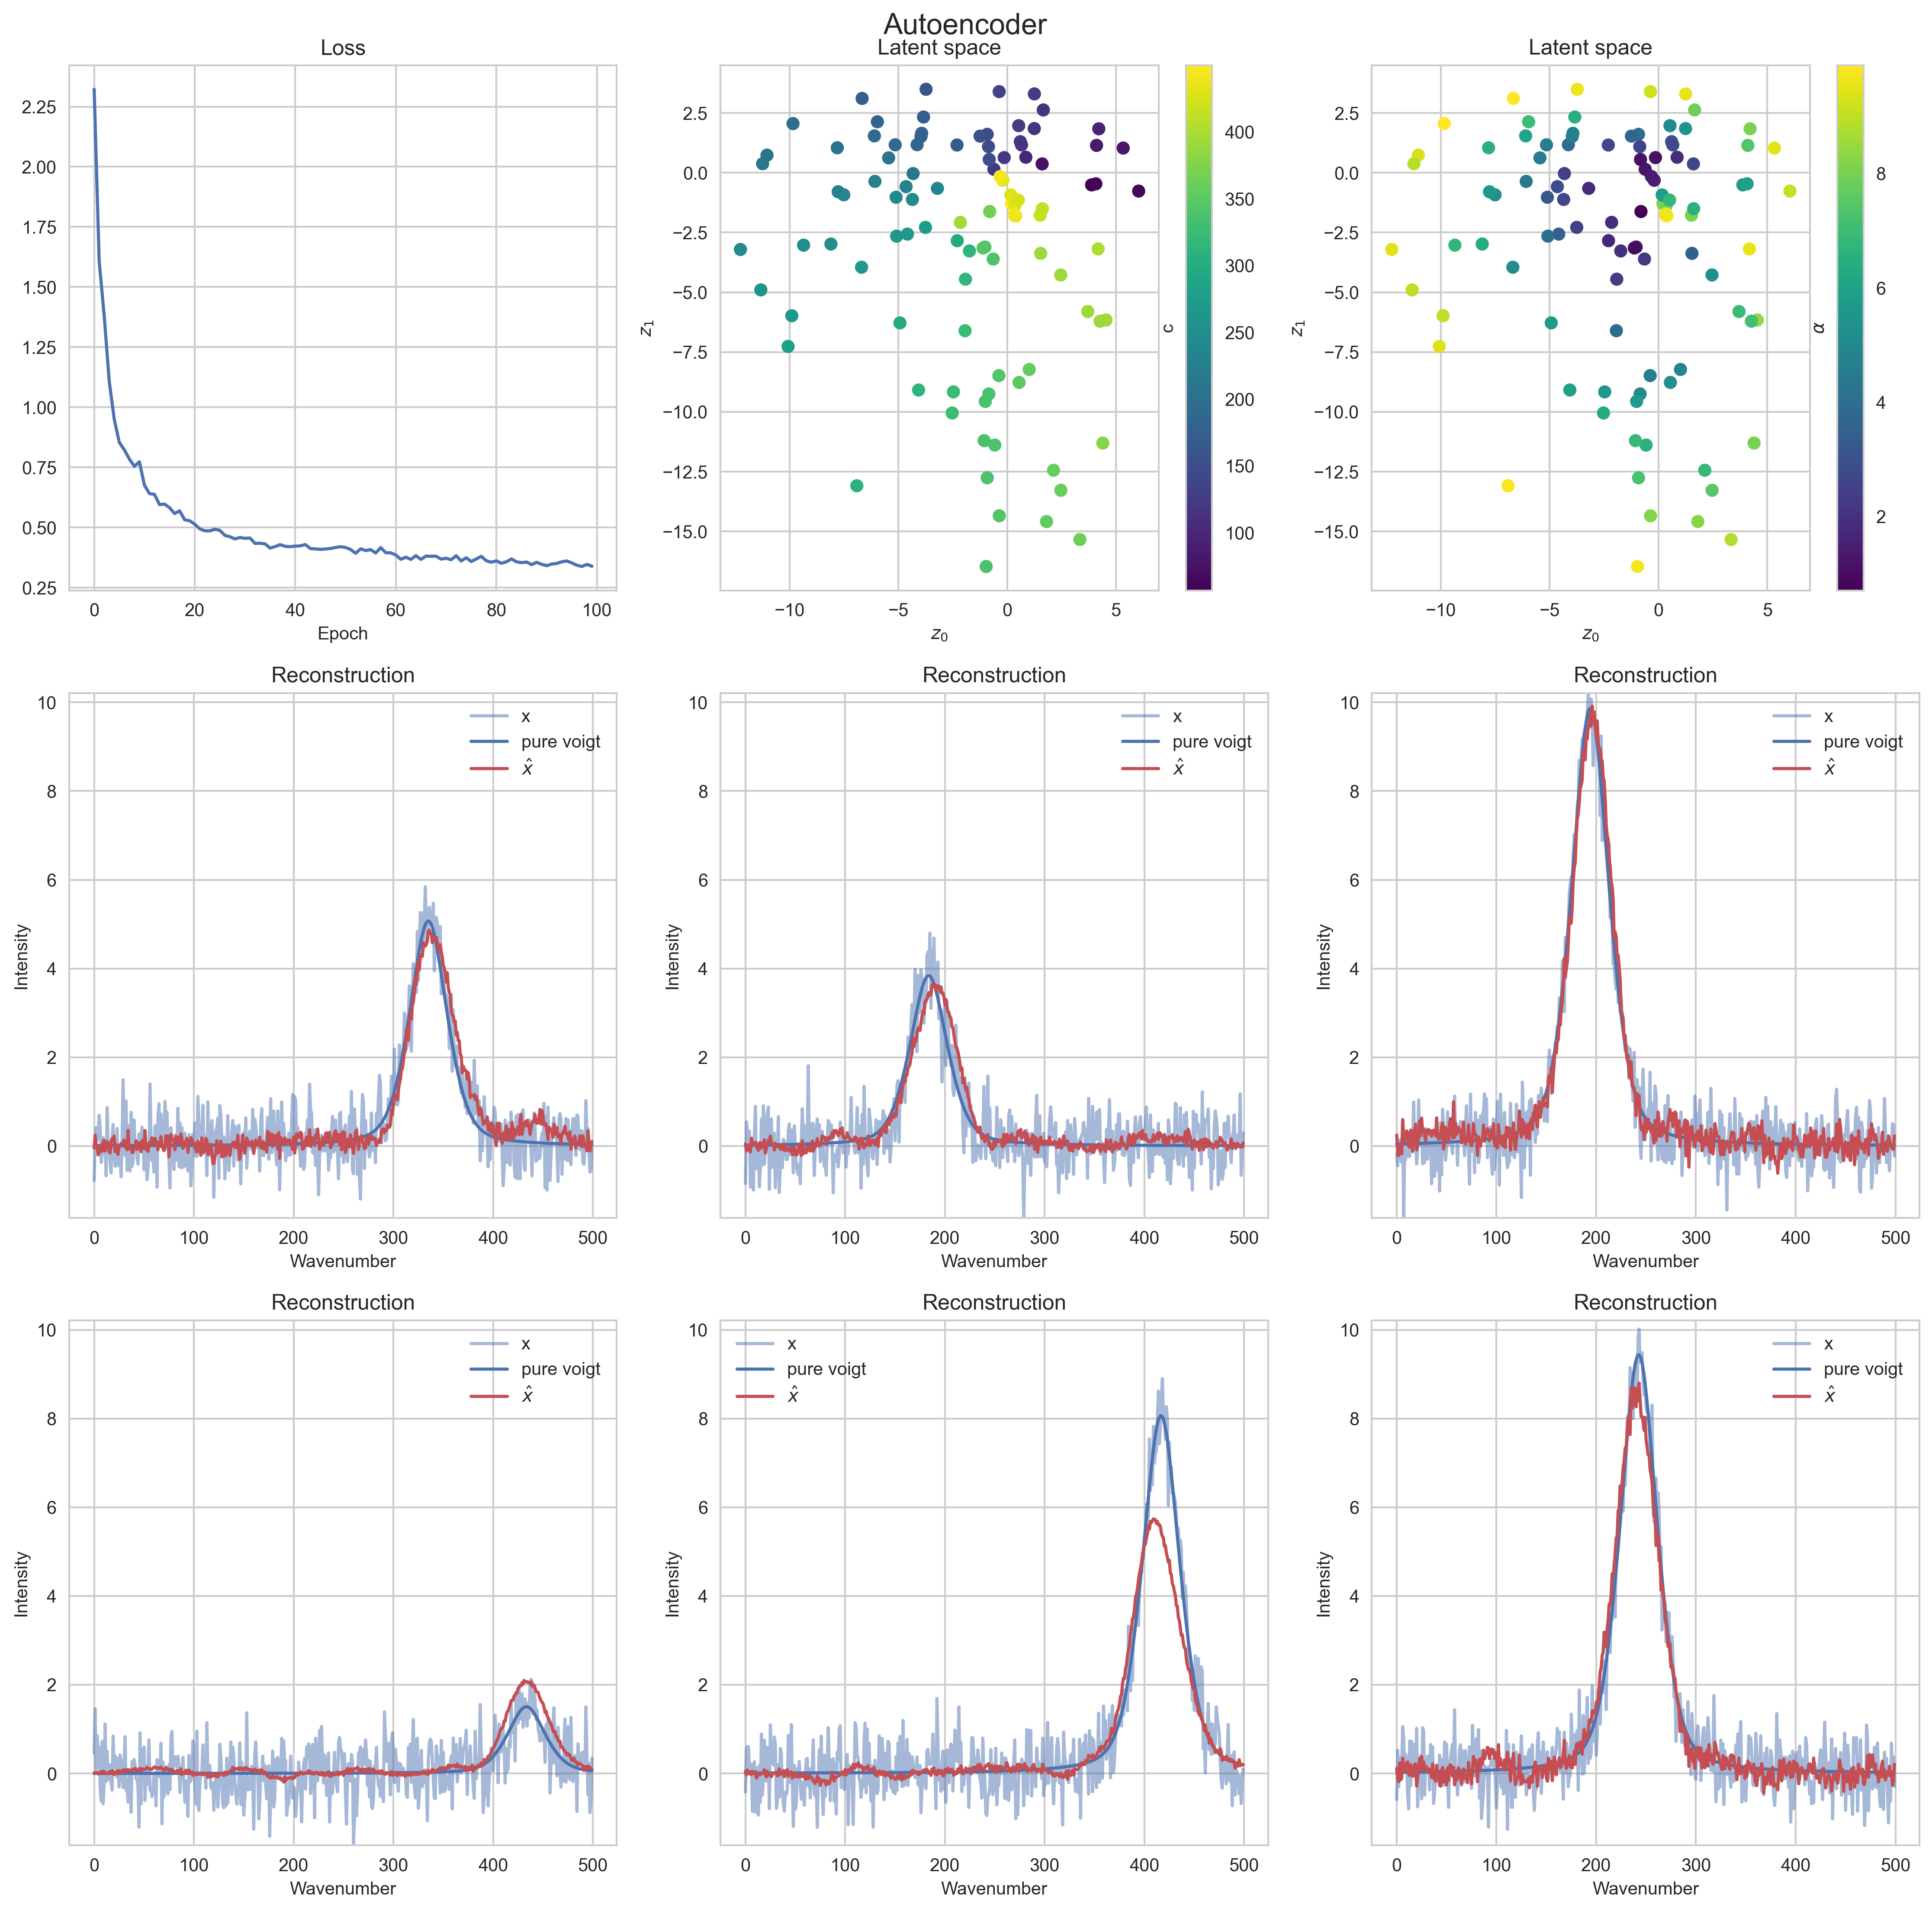 Autoencoder
Loss
2.25
2.00
1.75
1.50
1.25
1.00
0.75
0.50
0.25
0 20 40 60 80 100
Epoch
Latent space
z₁
2.5
0.0
−2.5
−5.0
−7.5
−10.0
−12.5
−15.0
−10 −5 0 5
z₀
c
400
350
300
250
200
150
100
Latent space
z₁
2.5
0.0
−2.5
−5.0
−7.5
−10.0
−12.5
−15.0
−10 −5 0 5
z₀
α
8
6
4
2
Reconstruction
Intensity
10
8
6
4
2
0
x
pure voigt
x̂
0 100 200 300 400 500
Wavenumber
Reconstruction
Intensity
10
8
6
4
2
0
x
pure voigt
x̂
0 100 200 300 400 500
Wavenumber
Reconstruction
Intensity
10
8
6
4
2
0
x
pure voigt
x̂
0 100 200 300 400 500
Wavenumber
Reconstruction
Intensity
10
8
6
4
2
0
x
pure voigt
x̂
0 100 200 300 400 500
Wavenumber
Reconstruction
Intensity
10
8
6
4
2
0
x
pure voigt
x̂
0 100 200 300 400 500
Wavenumber
Reconstruction
Intensity
10
8
6
4
2
0
x
pure voigt
x̂
0 100 200 300 400 500
Wavenumber